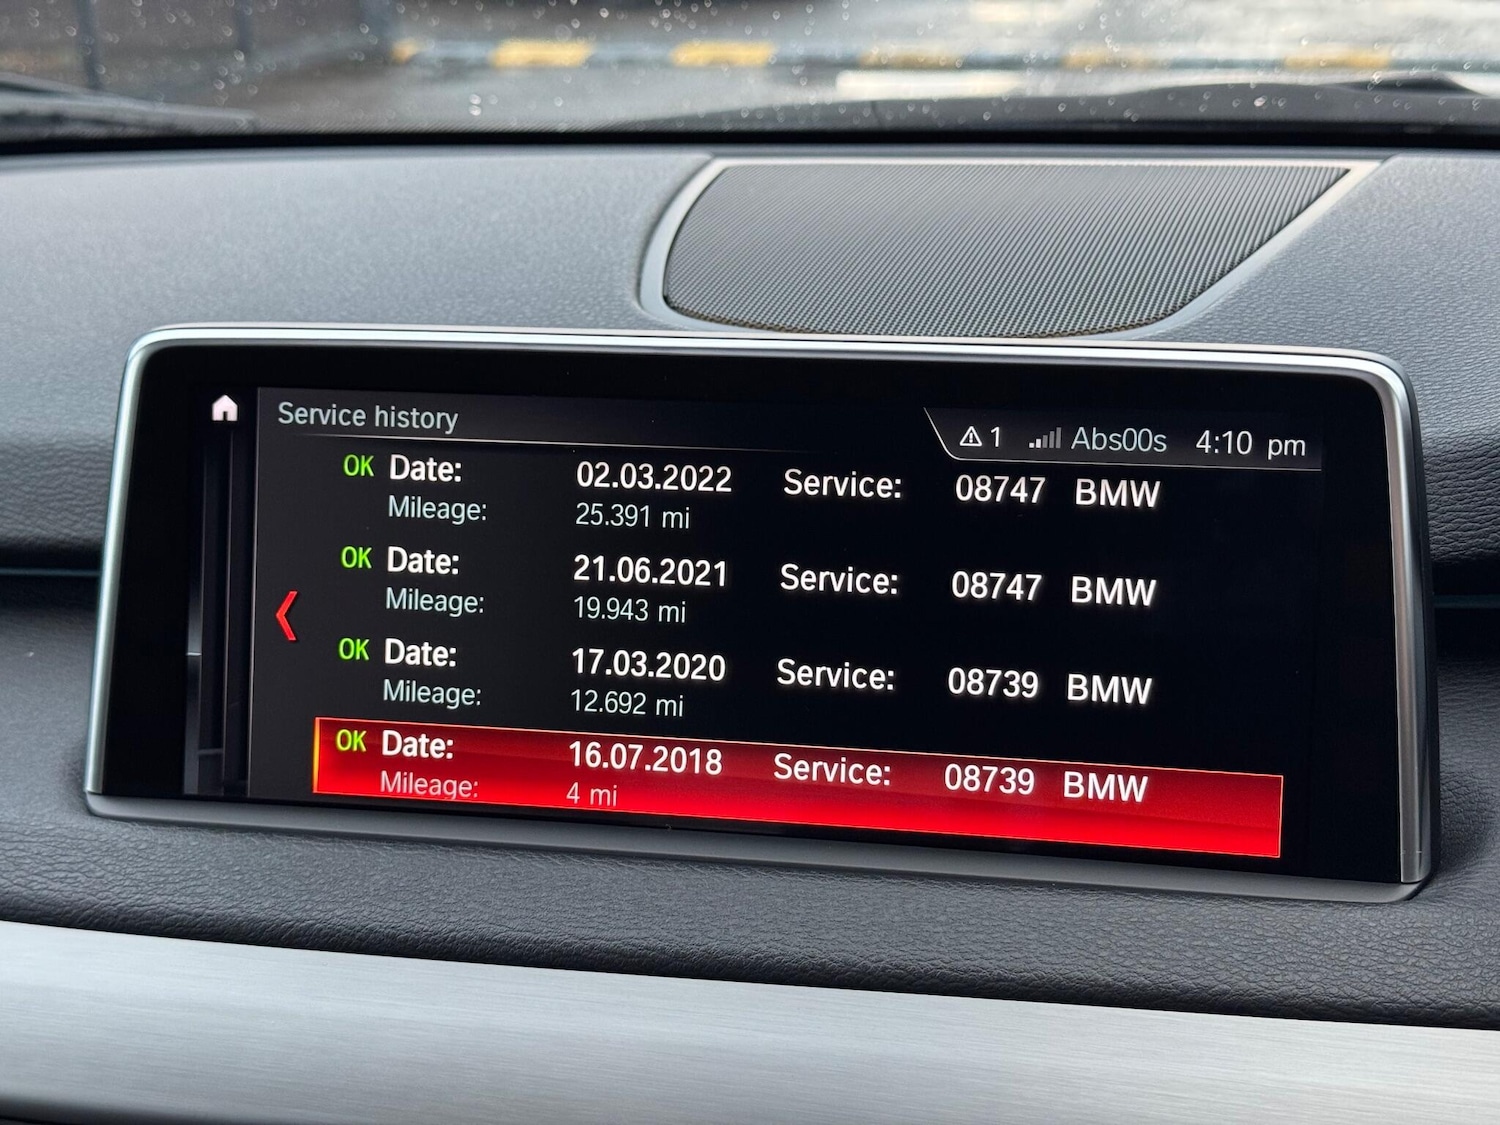 Service history
⚠ 1 Abs00s 4:10 pm
OK Date: 02.03.2022 Service: 08747 BMW
Mileage: 25.391 mi
OK Date: 21.06.2021 Service: 08747 BMW
Mileage: 19.943 mi
OK Date: 17.03.2020 Service: 08739 BMW
Mileage: 12.692 mi
OK Date: 16.07.2018 Service: 08739 BMW
Mileage: 4 mi